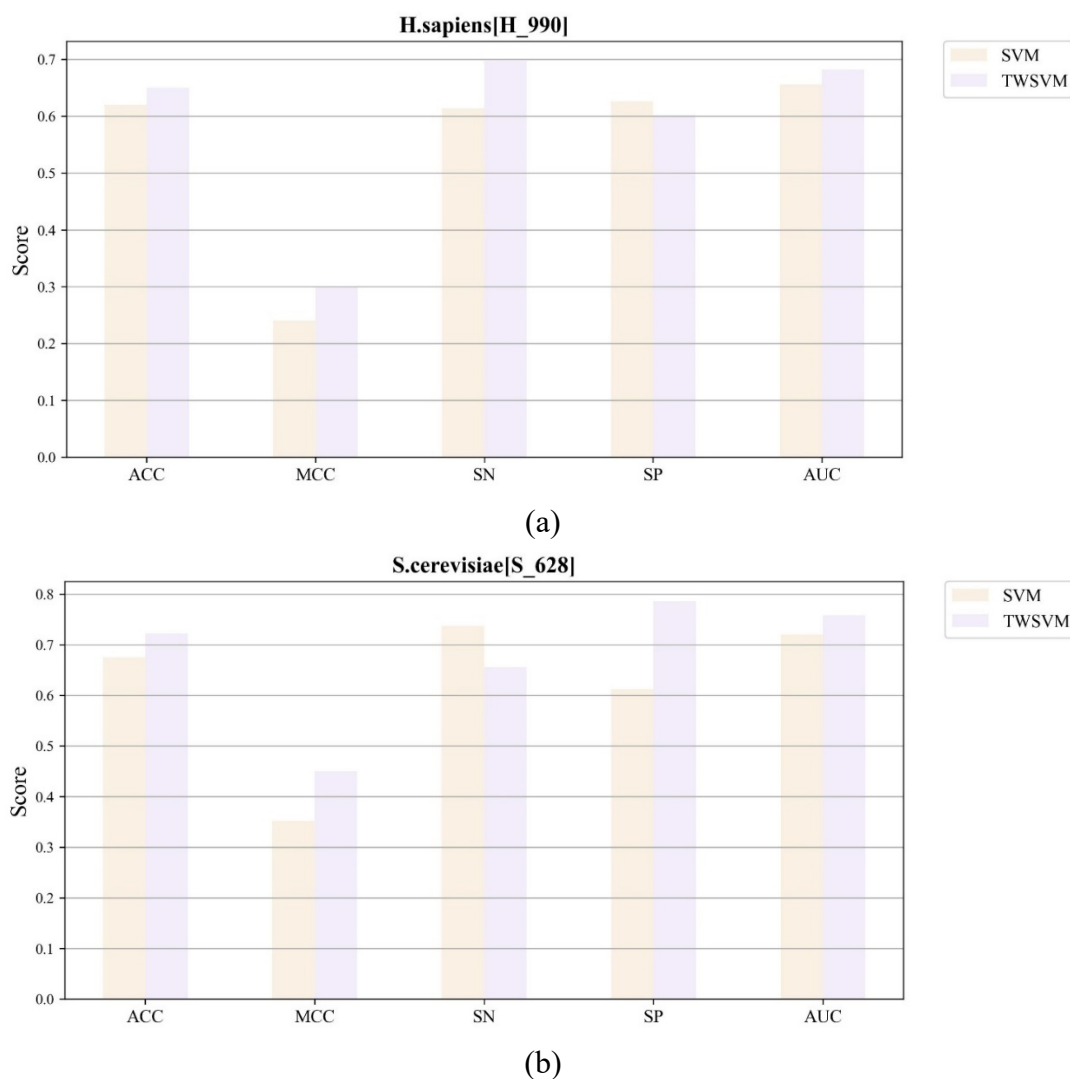 H.sapiens[H_990]
SVM
TWSVM
Score
0.7
0.6
0.5
0.4
0.3
0.2
0.1
0.0
ACC MCC SN SP AUC
(a)
S.cerevisiae[S_628]
SVM
TWSVM
Score
0.8
0.7
0.6
0.5
0.4
0.3
0.2
0.1
0.0
ACC MCC SN SP AUC
(b)